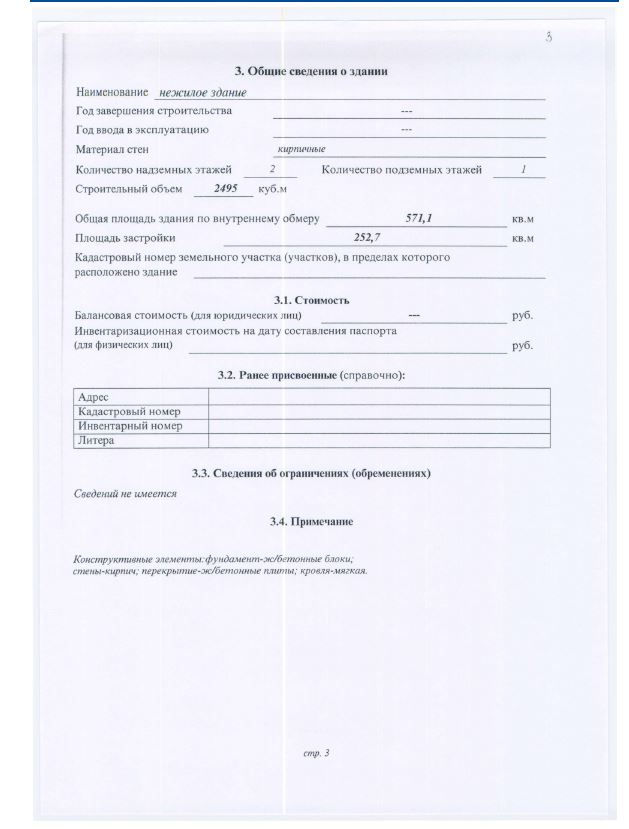 3
3. Общие сведения о здании
Наименование нежилое здание
Год завершения строительства ---
Год ввода в эксплуатацию ---
Материал стен кирпичные
Количество надземных этажей 2 Количество подземных этажей 1
Строительный объем 2495 куб.м
Общая площадь здания по внутреннему обмеру 571,1 кв.м
Площадь застройки 252,7 кв.м
Кадастровый номер земельного участка (участков), в пределах которого
расположено здание
3.1. Стоимость
Балансовая стоимость (для юридических лиц) --- руб.
Инвентаризационная стоимость на дату составления паспорта
(для физических лиц) руб.
3.2. Ранее присвоенные (справочно):
Адрес
Кадастровый номер
Инвентарный номер
Литера
3.3. Сведения об ограничениях (обременениях)
Сведений не имеется
3.4. Примечание
Конструктивные элементы:фундамент-ж/бетонные блоки;
стены-кирпич; перекрытие-ж/бетонные плиты; кровля-мягкая.
стр. 3